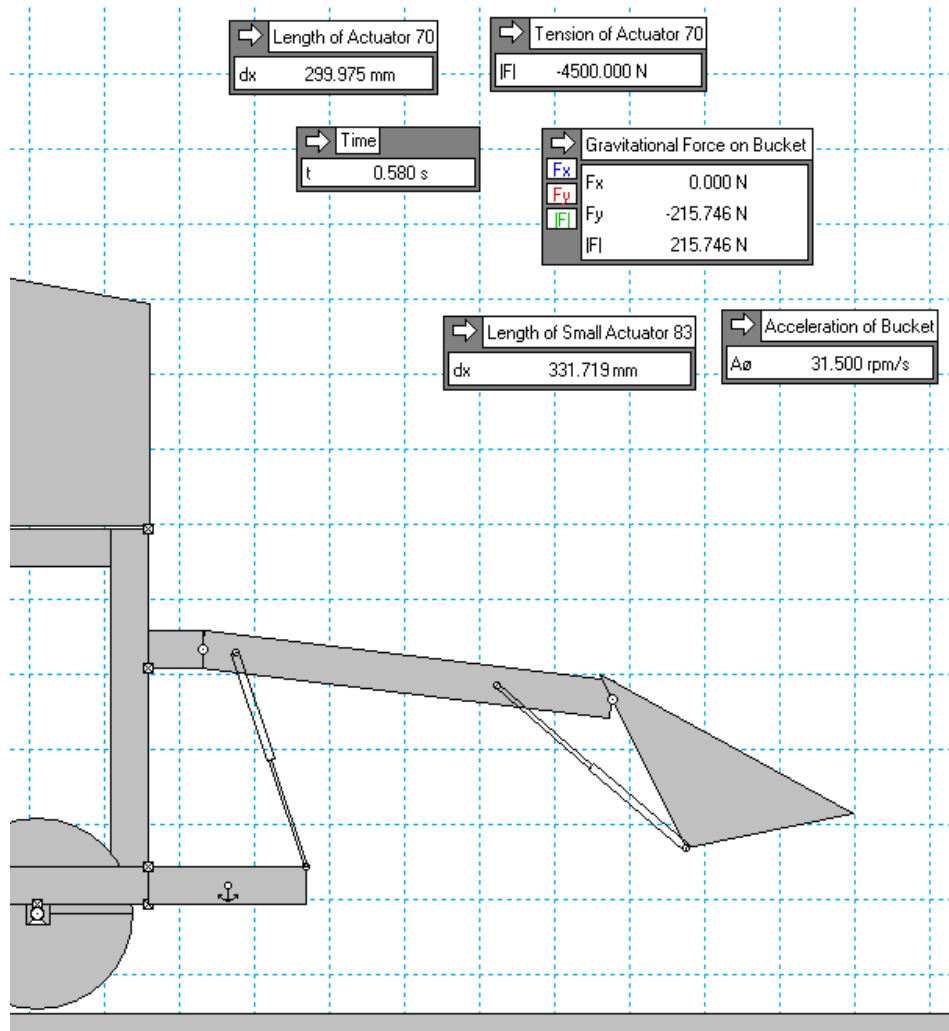 Length of Actuator 70
dx 299.975 mm
Tension of Actuator 70
|F| -4500.000 N
Time
t 0.580 s
Gravitational Force on Bucket
Fx
Fy
|F|
Fx 0.000 N
Fy -215.746 N
|F| 215.746 N
Length of Small Actuator 83
dx 331.719 mm
Acceleration of Bucket
Aø 31.500 rpm/s